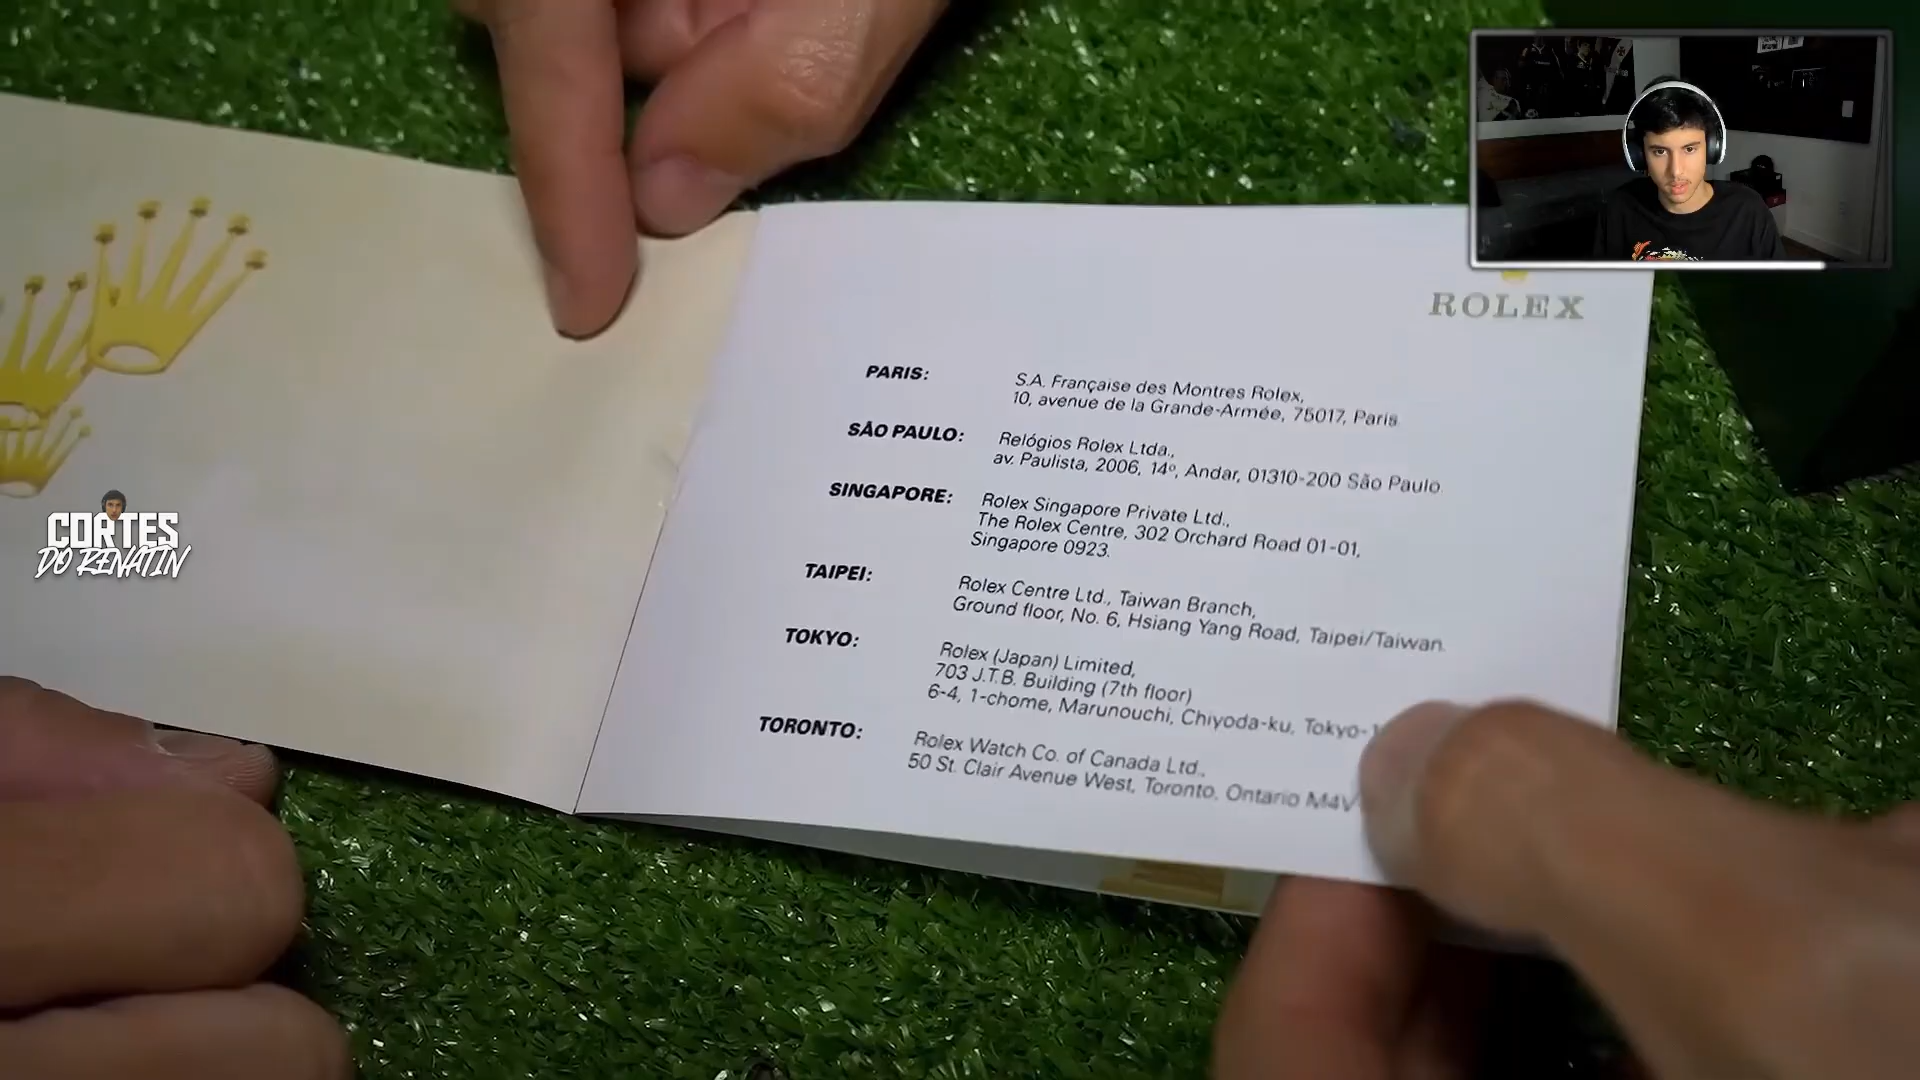 ROLEX
PARIS:
S.A. Française des Montres Rolex,
10, avenue de la Grande-Armée, 75017, Paris
SÃO PAULO:
Relógios Rolex Ltda.,
av. Paulista, 2006, 14º, Andar, 01310-200 São Paulo
SINGAPORE:
Rolex Singapore Private Ltd.,
The Rolex Centre, 302 Orchard Road 01-01,
Singapore 0923.
TAIPEI:
Rolex Centre Ltd., Taiwan Branch,
Ground floor, No. 6, Hsiang Yang Road, Taipei/Taiwan.
TOKYO:
Rolex (Japan) Limited,
703 J.T.B. Building (7th floor)
6-4, 1-chome, Marunouchi, Chiyoda-ku, Tokyo-
TORONTO:
Rolex Watch Co. of Canada Ltd.,
50 St. Clair Avenue West, Toronto, Ontario M4V
CORTES
DO RENATIN